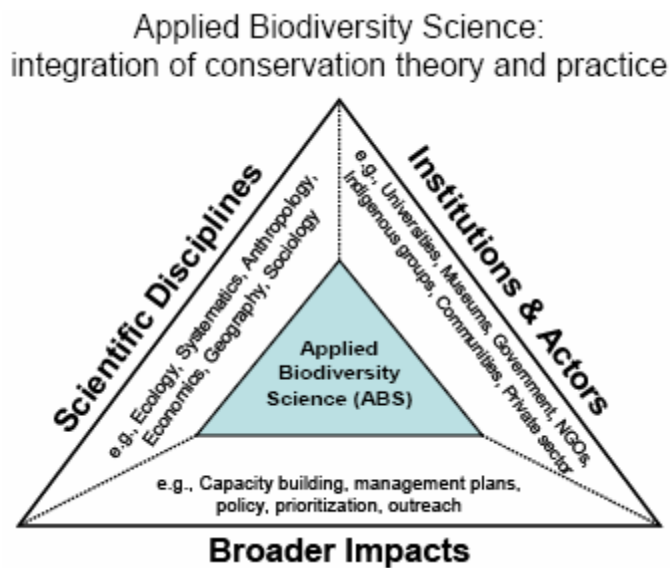 Applied Biodiversity Science:
integration of conservation theory and practice
Scientific Disciplines
e.g., Ecology, Systematics, Anthropology,
Economics, Geography, Sociology
Institutions & Actors
e.g., Universities, Museums, Government, NGOs,
Indigenous groups, Communities, Private sector
Applied
Biodiversity
Science (ABS)
e.g., Capacity building, management plans,
policy, prioritization, outreach
Broader Impacts